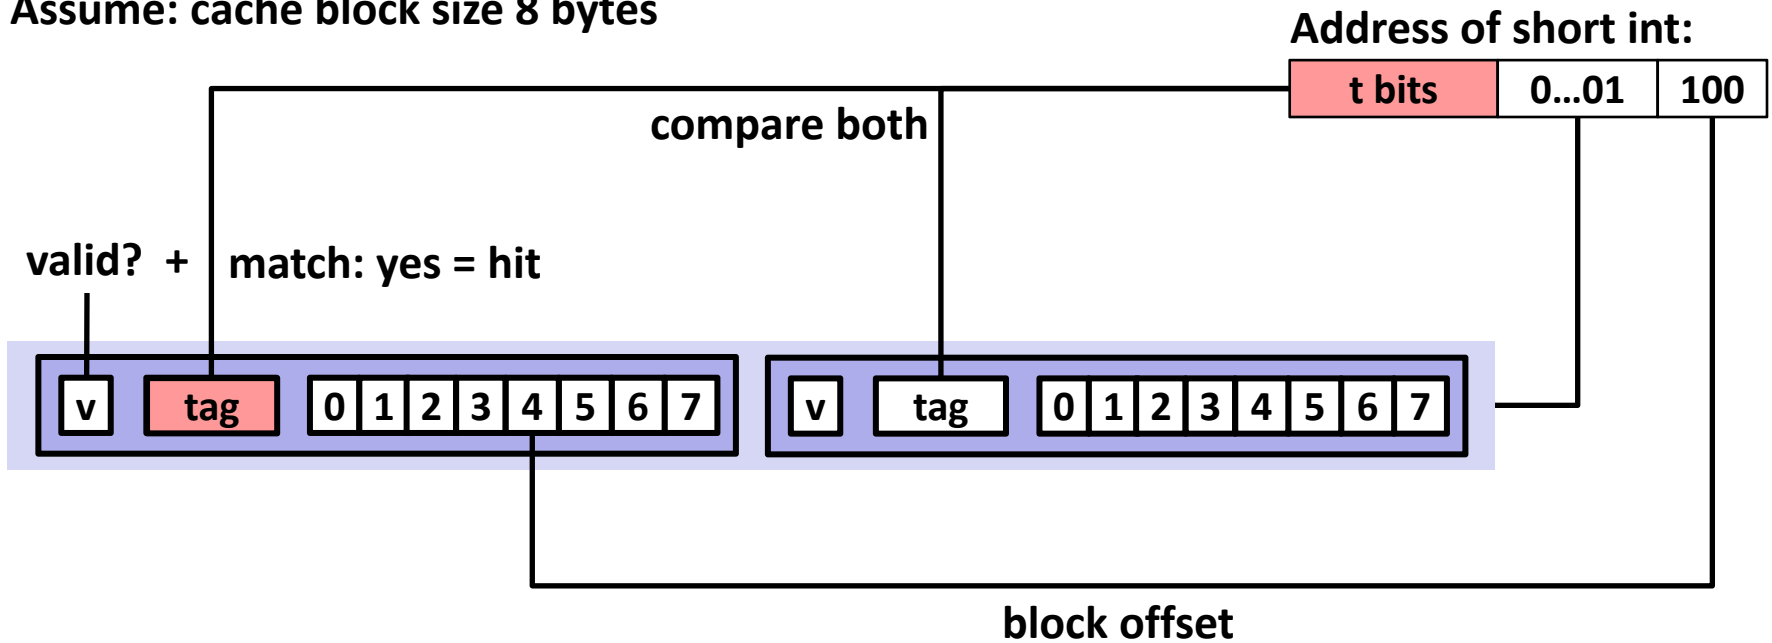 Assume: cache block size 8 bytes
Address of short int:
t bits 0...01 100
compare both
valid? + match: yes = hit
v tag 0 1 2 3 4 5 6 7 v tag 0 1 2 3 4 5 6 7
block offset